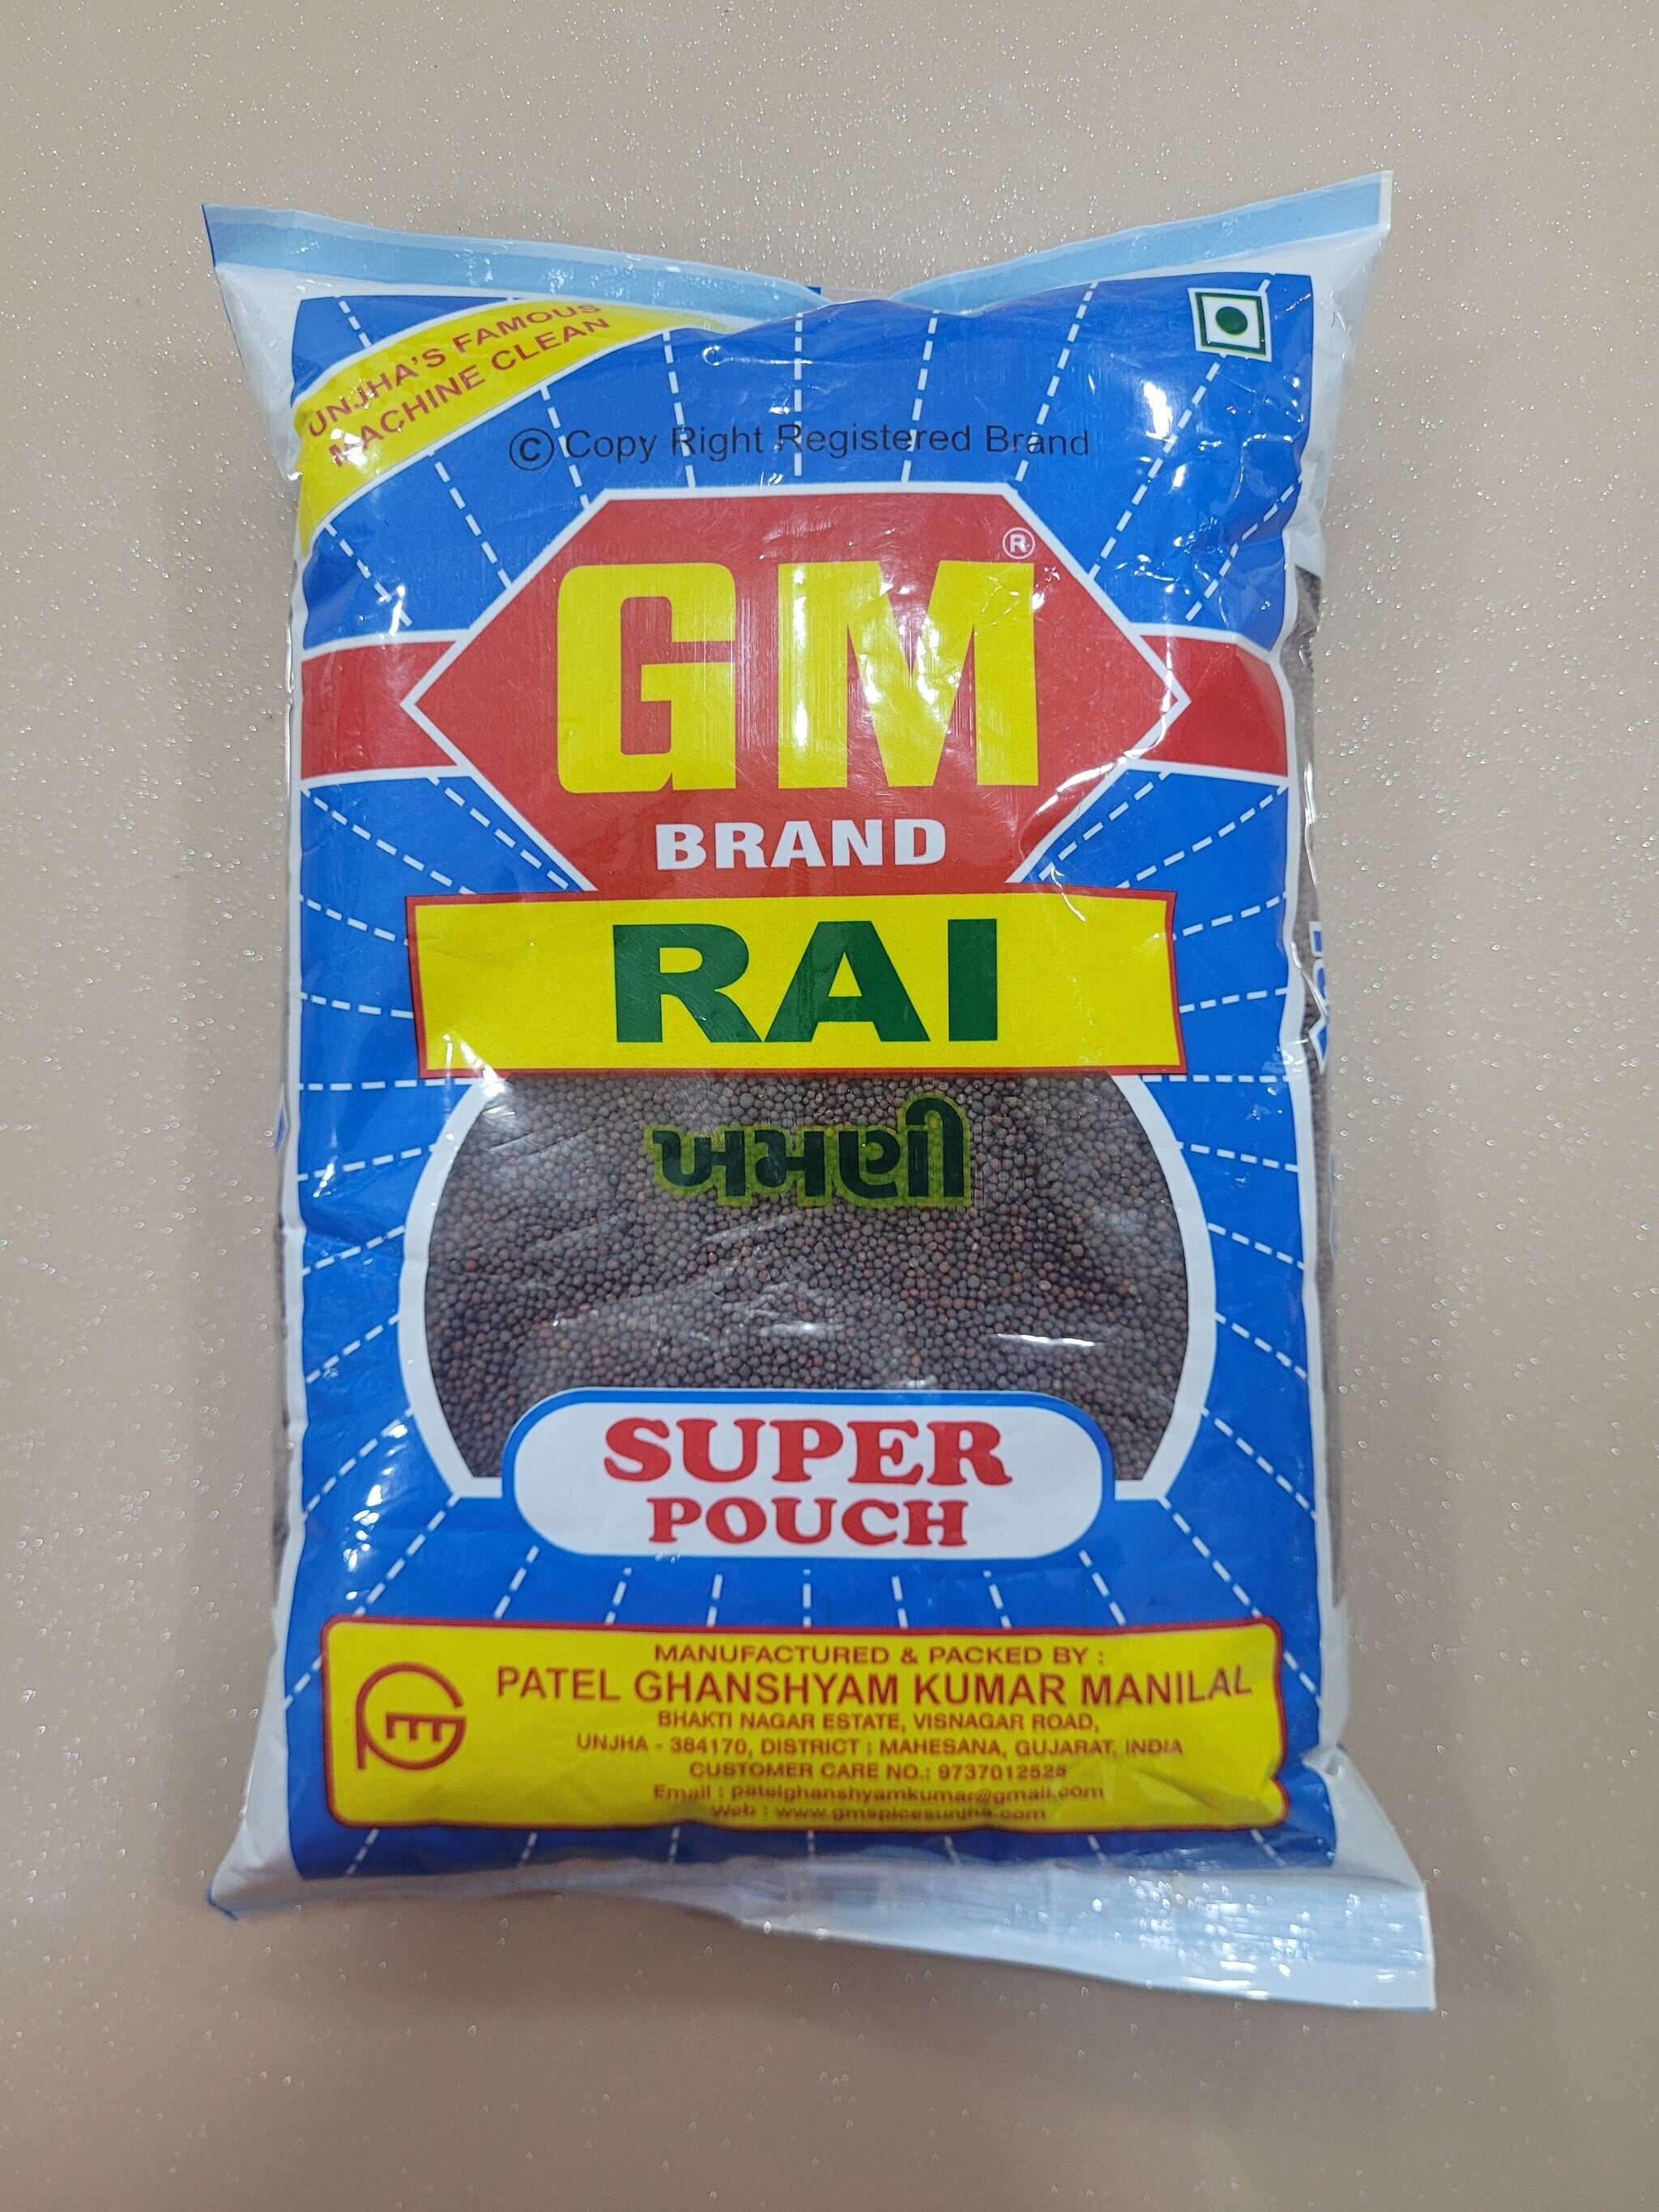 UNJHA'S FAMOUS
MACHINE CLEAN
© Copy Right Registered Brand
GM ®
BRAND
RAI
ખમણી
SUPER
POUCH
MANUFACTURED & PACKED BY :
PATEL GHANSHYAM KUMAR MANILAL
BHAKTI NAGAR ESTATE, VISNAGAR ROAD,
UNJHA - 384170, DISTRICT : MAHESANA, GUJARAT, INDIA
CUSTOMER CARE NO.: 9737012525
Email : patelghanshyamkumar@gmail.com
Web : www.gmspicesunjha.com